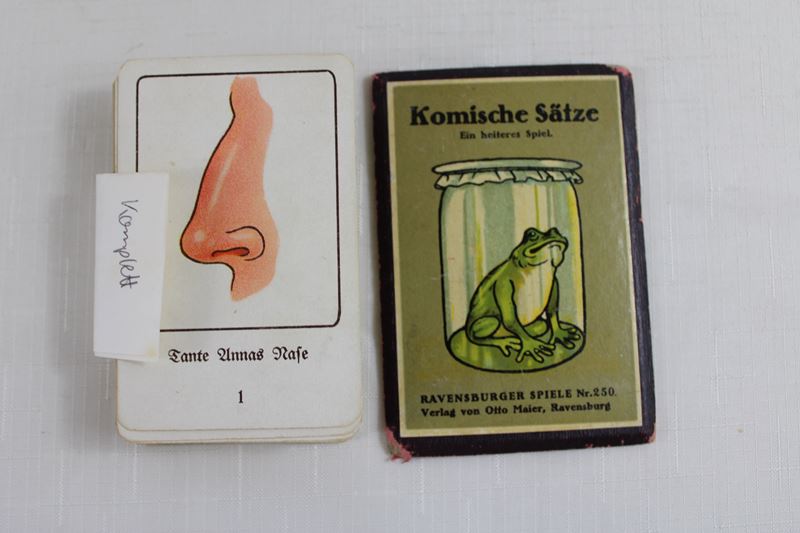 Komplett
Tante Annas Nase
1
Komische Sätze
Ein heiteres Spiel.
RAVENSBURGER SPIELE Nr.250.
Verlag von Otto Maier, Ravensburg